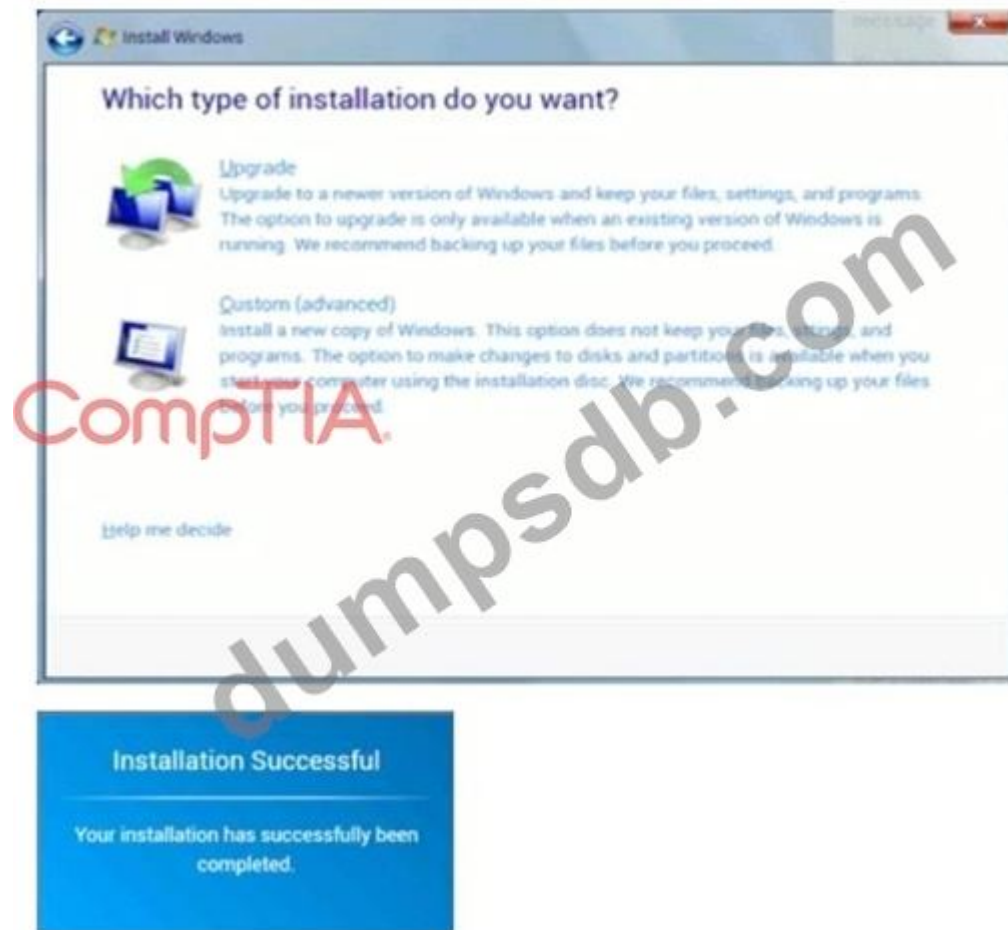 message
Install Windows
Which type of installation do you want?
Upgrade
Upgrade to a newer version of Windows and keep your files, settings, and programs
The option to upgrade is only available when an existing version of Windows is
running. We recommend backing up your files before you proceed.
Custom (advanced)
Install a new copy of Windows. This option does not keep your files, settings, and
programs. The option to make changes to disks and partitions is available when you
start your computer using the installation disc. We recommend backing up your files
before you proceed.
CompTIA.
dumpsdb.com
Help me decide
Installation Successful
Your installation has successfully been
completed.